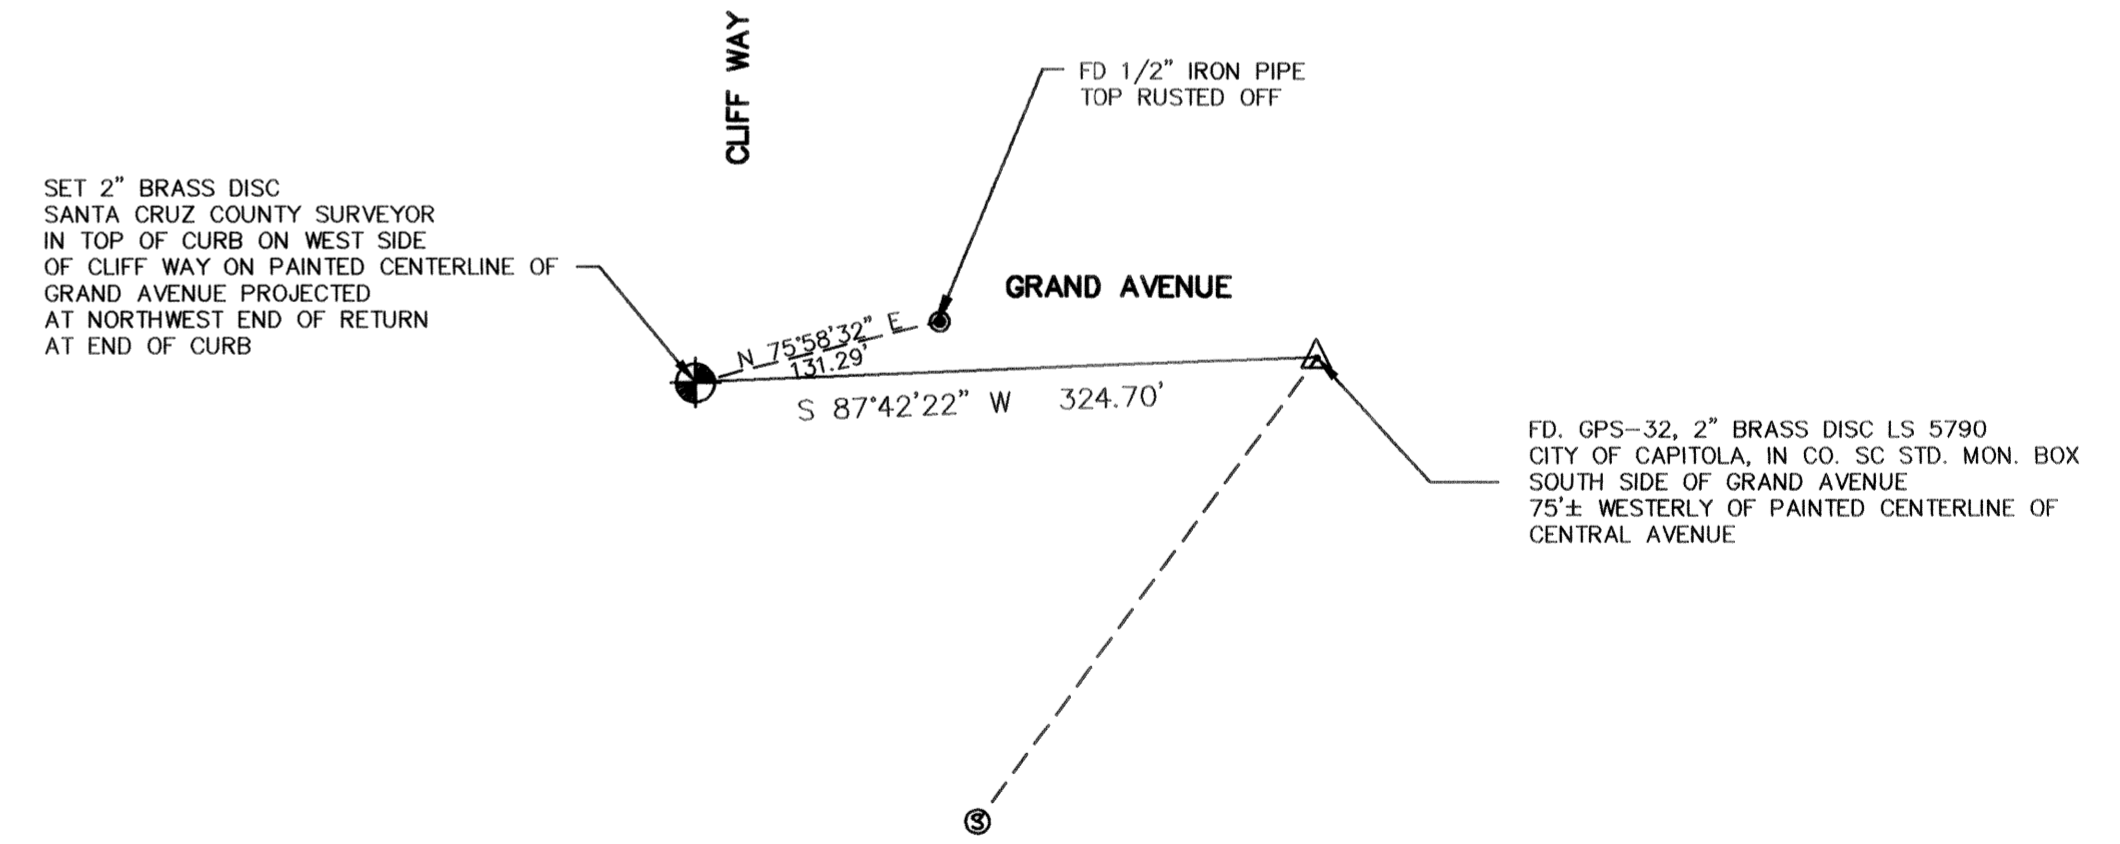 CLIFF WAY
FD 1/2" IRON PIPE
TOP RUSTED OFF
SET 2" BRASS DISC
SANTA CRUZ COUNTY SURVEYOR
IN TOP OF CURB ON WEST SIDE
OF CLIFF WAY ON PAINTED CENTERLINE OF
GRAND AVENUE PROJECTED
AT NORTHWEST END OF RETURN
AT END OF CURB
GRAND AVENUE
N 75°58'32" E
131.29'
S 87°42'22" W 324.70'
FD. GPS-32, 2" BRASS DISC LS 5790
CITY OF CAPITOLA, IN CO. SC STD. MON. BOX
SOUTH SIDE OF GRAND AVENUE
75'± WESTERLY OF PAINTED CENTERLINE OF
CENTRAL AVENUE
S